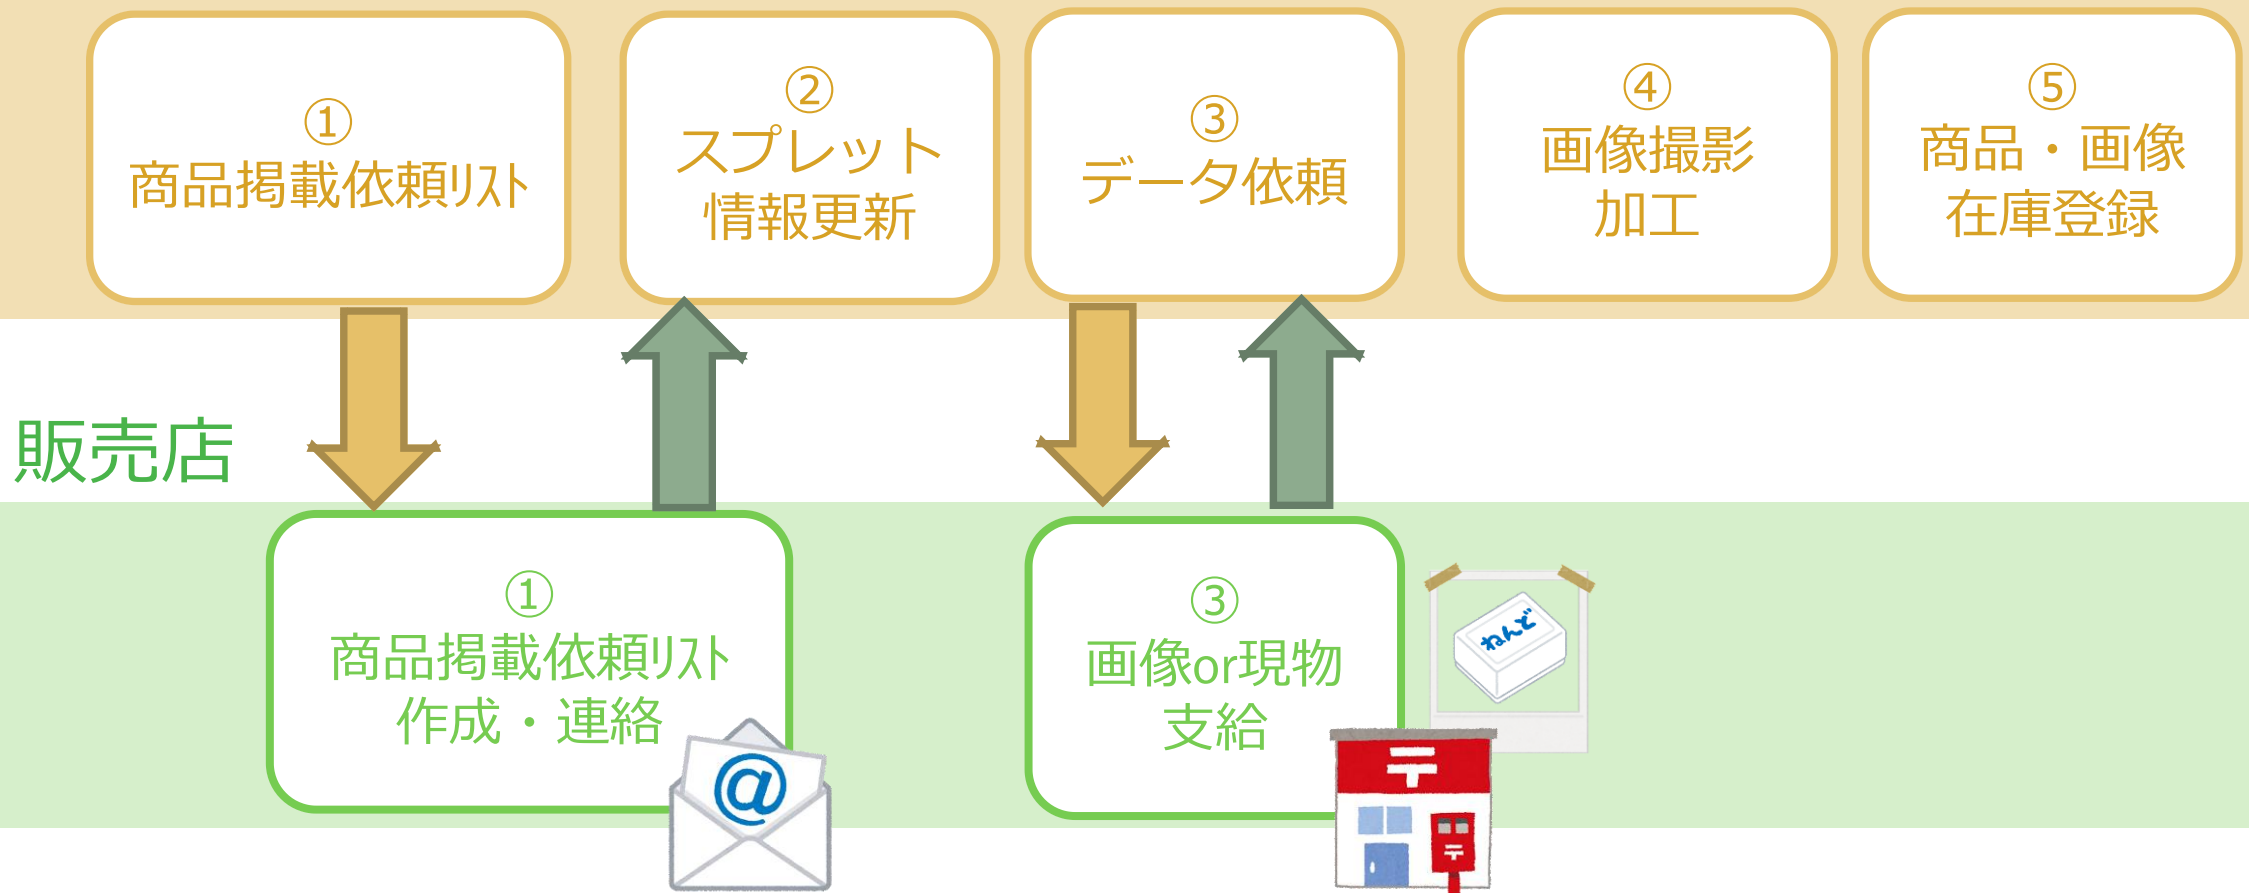 ①
商品掲載依頼ﾘｽﾄ
②
スプレット
情報更新
③
データ依頼
④
画像撮影
加工
⑤
商品・画像
在庫登録
販売店
①
商品掲載依頼ﾘｽﾄ
作成・連絡
@
③
画像or現物
支給
ねんど
〒
〒